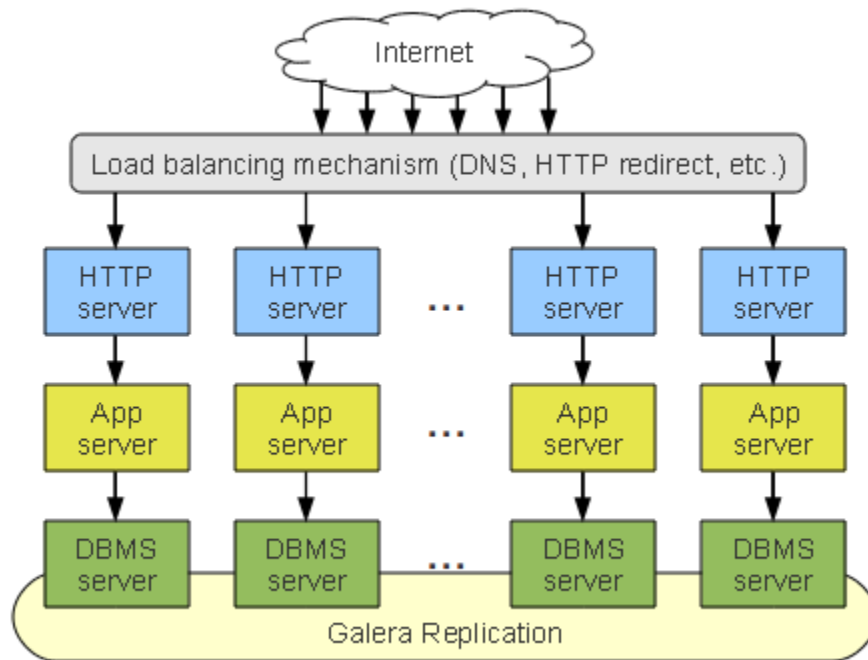 Internet
Load balancing mechanism (DNS, HTTP redirect, etc.)
HTTP
server
HTTP
server
...
HTTP
server
HTTP
server
App
server
App
server
...
App
server
App
server
DBMS
server
DBMS
server
...
DBMS
server
DBMS
server
Galera Replication